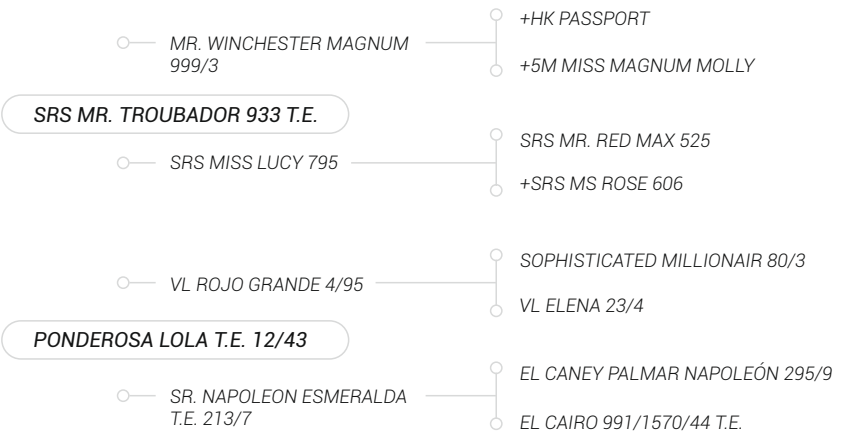 +HK PASSPORT
MR. WINCHESTER MAGNUM
999/3
+5M MISS MAGNUM MOLLY
SRS MR. TROUBADOR 933 T.E.
SRS MR. RED MAX 525
SRS MISS LUCY 795
+SRS MS ROSE 606
SOPHISTICATED MILLIONAIR 80/3
VL ROJO GRANDE 4/95
VL ELENA 23/4
PONDEROSA LOLA T.E. 12/43
EL CANEY PALMAR NAPOLEÓN 295/9
SR. NAPOLEON ESMERALDA
T.E. 213/7
EL CAIRO 991/1570/44 T.E.